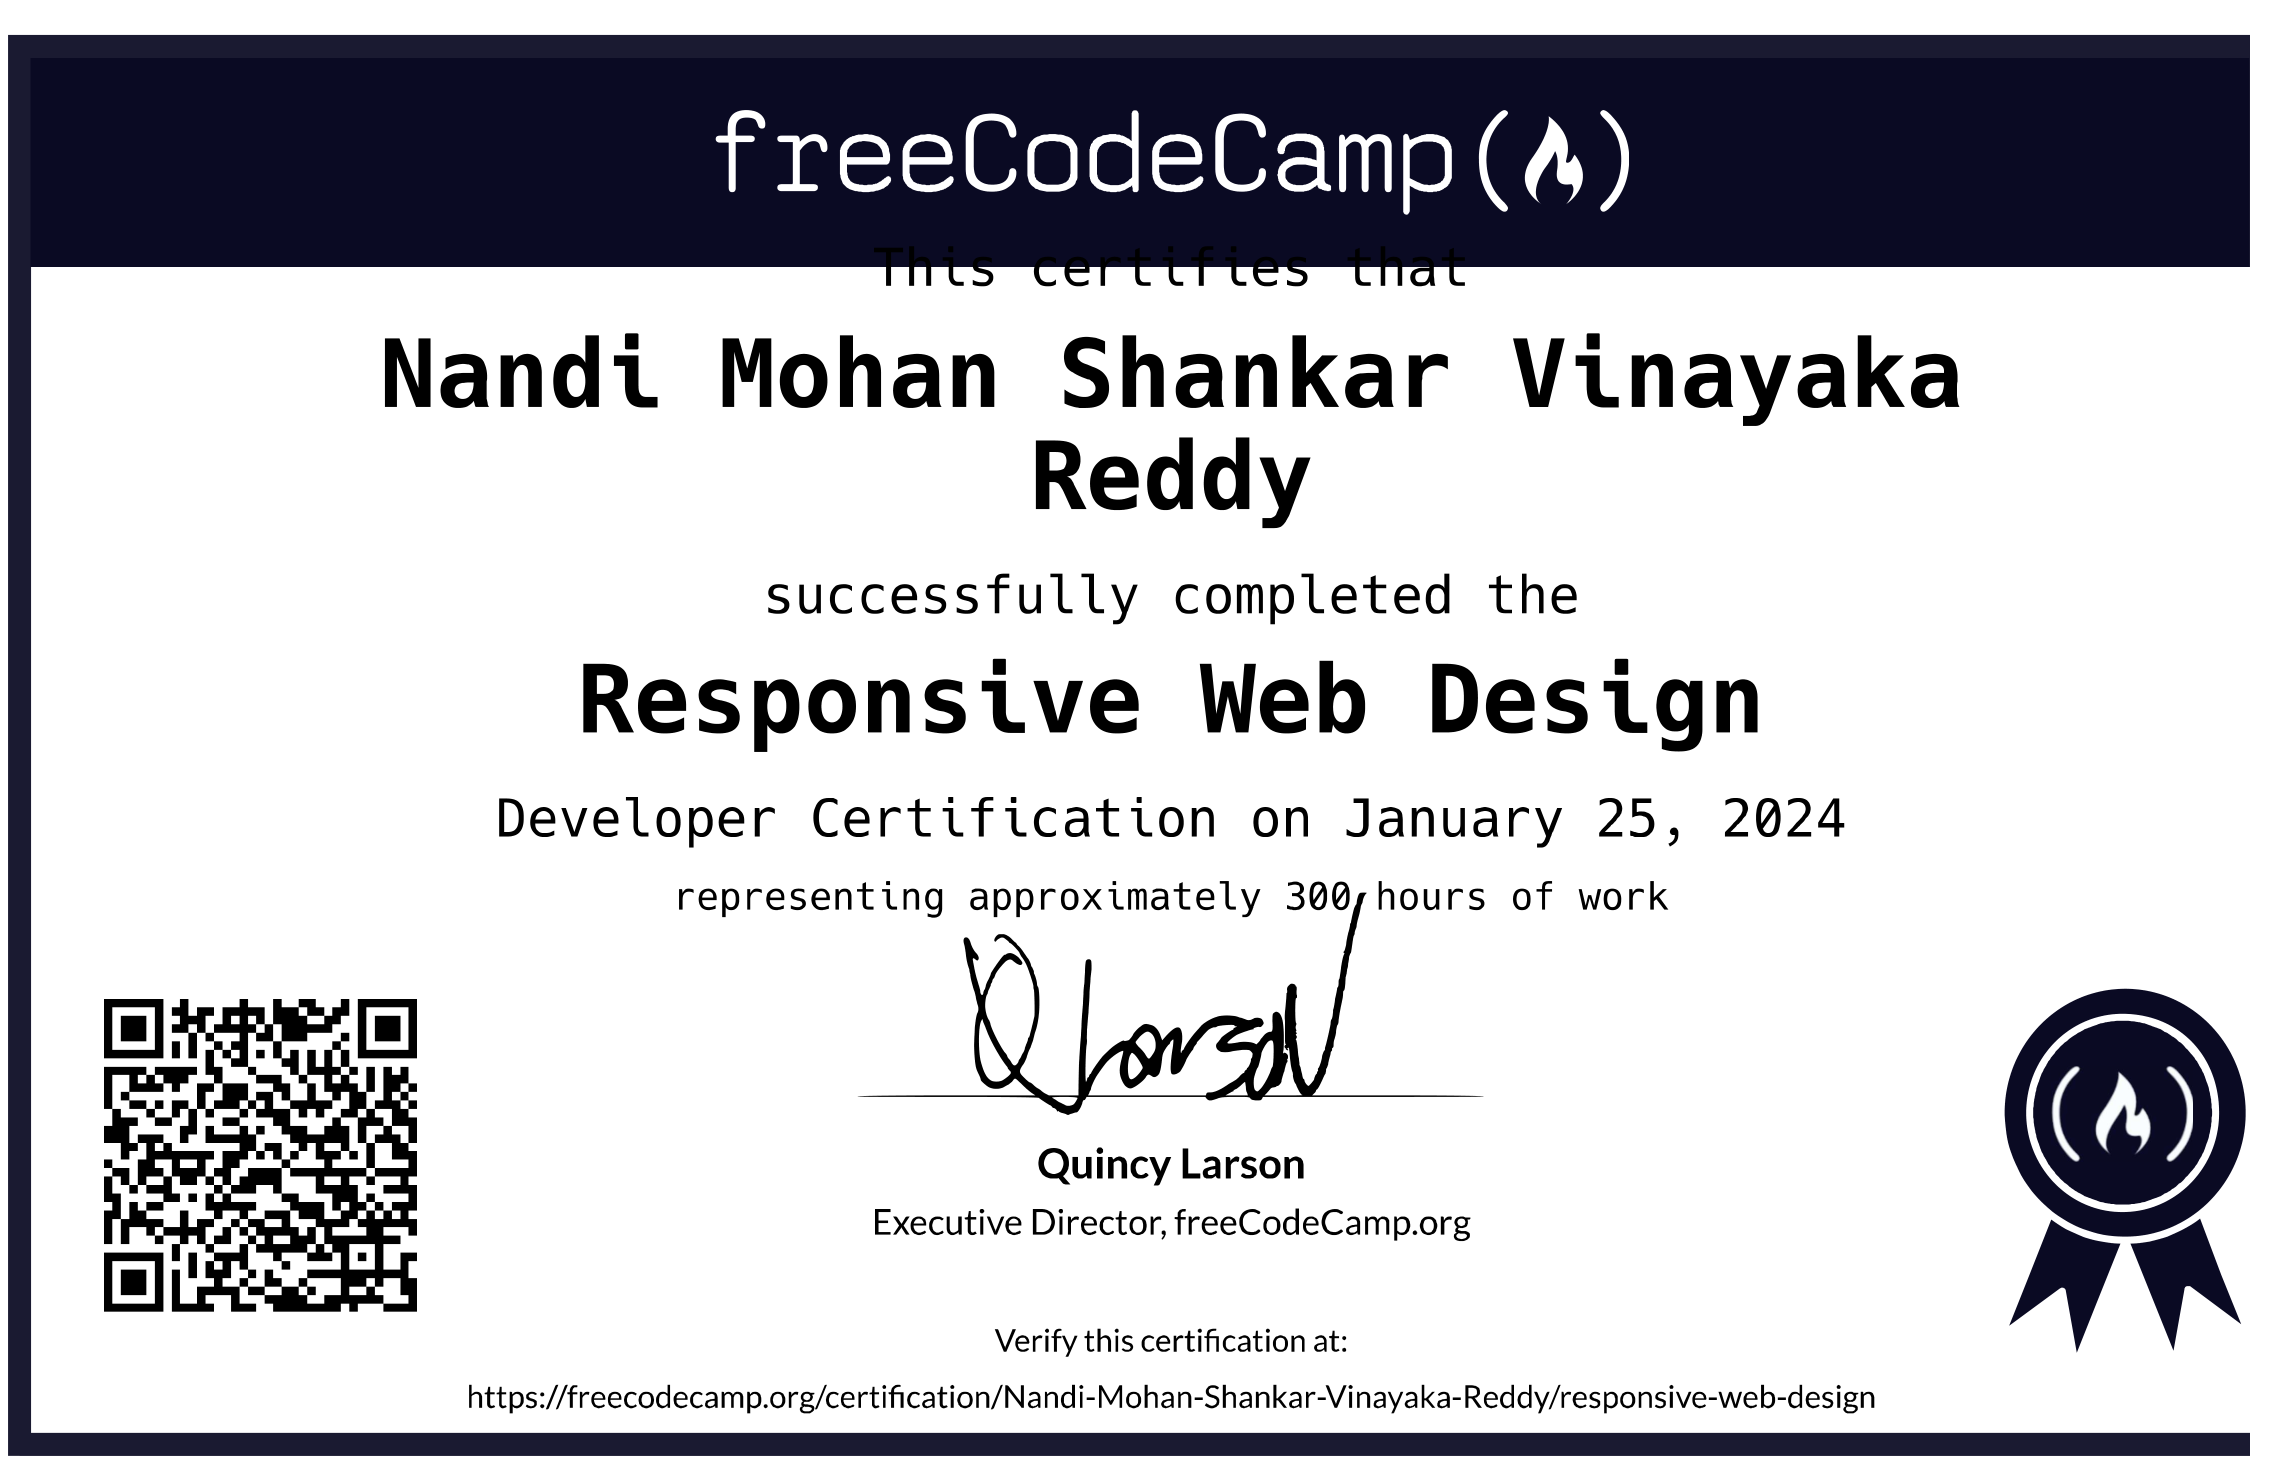 freeCodeCamp
This certifies that
Nandi Mohan Shankar Vinayaka
Reddy
successfully completed the
Responsive Web Design
Developer Certification on January 25, 2024
representing approximately 300 hours of work
Quincy Larson
Executive Director, freeCodeCamp.org
Verify this certification at:
https://freecodecamp.org/certification/Nandi-Mohan-Shankar-Vinayaka-Reddy/responsive-web-design